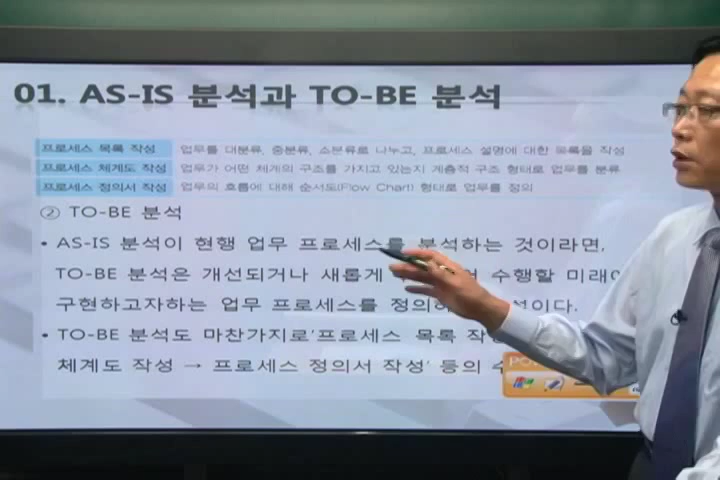 01. AS-IS 분석과 TO-BE 분석
프로세스 목록 작성 업무를 대분류, 중분류, 소분류로 나누고, 프로세스 설명에 대한 목록을 작성
프로세스 체계도 작성 업무가 어떤 체계의 구조를 가지고 있는지 계층적 구조 형태로 업무를 분류
프로세스 정의서 작성 업무의 흐름에 대해 순서도(Flow Chart) 형태로 업무를 정의
② TO-BE 분석
• AS-IS 분석이 현행 업무 프로세스를 분석하는 것이라면,
TO-BE 분석은 개선되거나 새롭게 수행할 미래에
구현하고자하는 업무 프로세스를 정의하
• TO-BE 분석도 마찬가지로'프로세스 목록 작성
체계도 작성 → 프로세스 정의서 작성' 등의